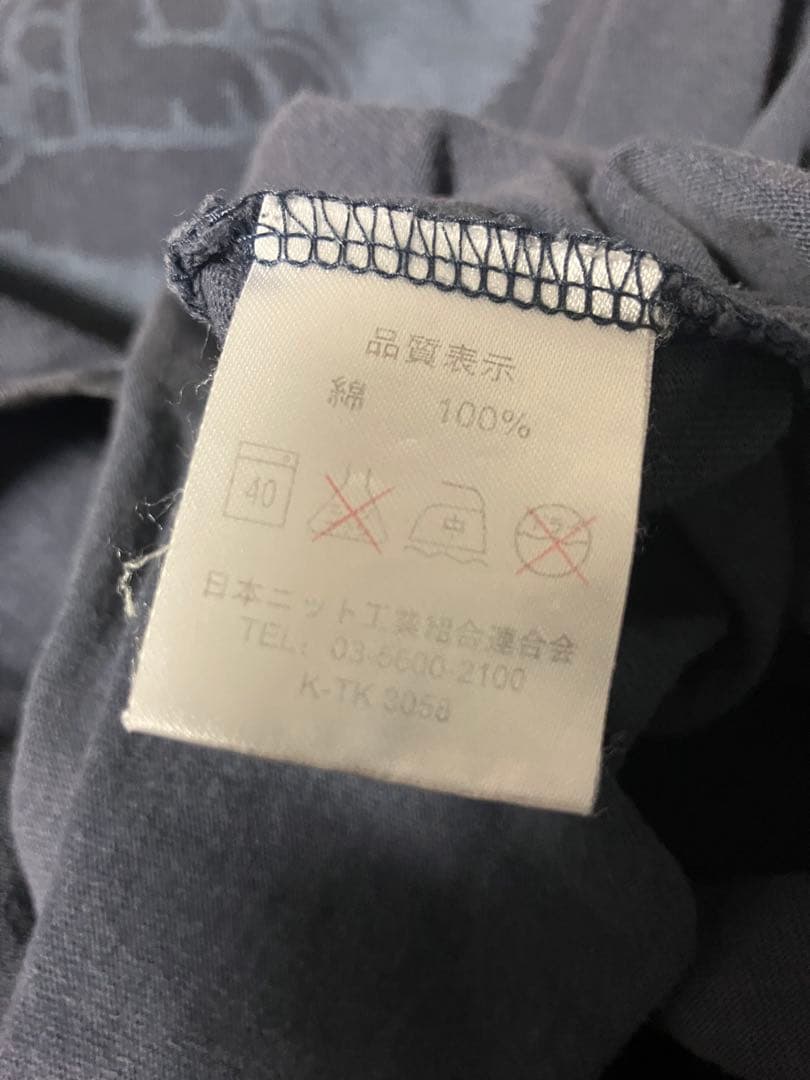 品質表示
綿 100%
40 中
日本ニット工業組合連合会
TEL: 03-5600-2100
K-TK 3058